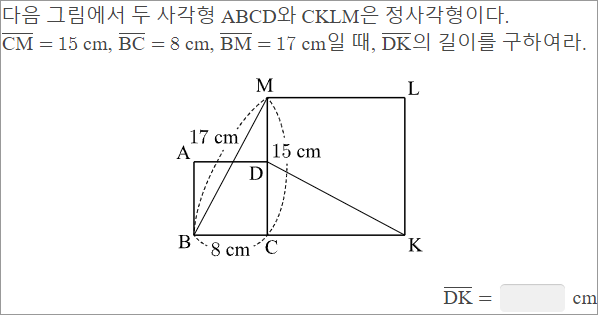 다음 그림에서 두 사각형 ABCD와 CKLM은 정사각형이다.
CM = 15 cm, BC = 8 cm, BM = 17 cm일 때, DK의 길이를 구하여라.
M
L
17 cm
A
15 cm
D
B
8 cm
C
K
DK = cm